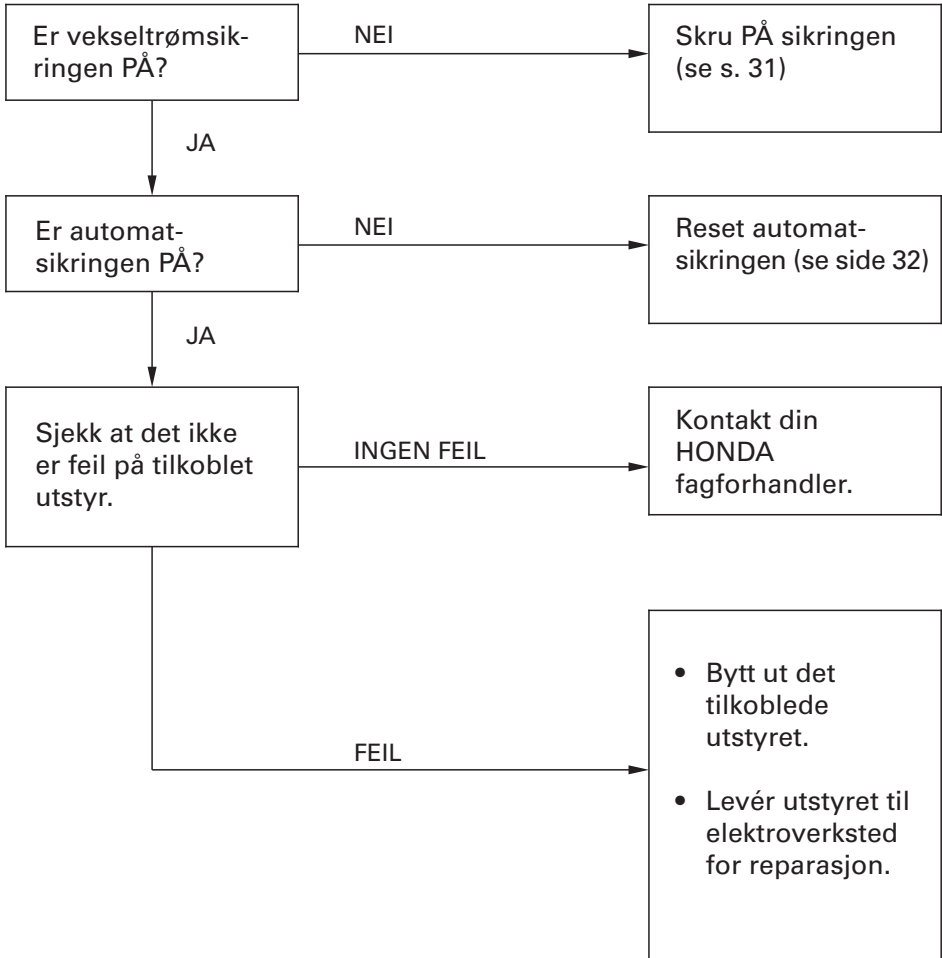 Er vekseltrømsik-
ringen PÅ?
NEI
Skru PÅ sikringen
(se s. 31)
JA
Er automat-
sikringen PÅ?
NEI
Reset automat-
sikringen (se side 32)
JA
Sjekk at det ikke
er feil på tilkoblet
utstyr.
INGEN FEIL
Kontakt din
HONDA
fagforhandler.
FEIL
• Bytt ut det
tilkoblede
utstyret.
• Levér utstyret til
elektroverksted
for reparasjon.